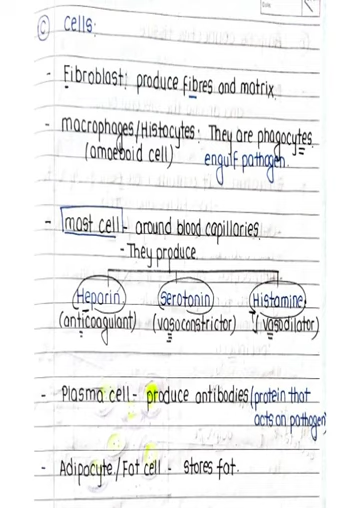 Date
Ⓒ cells:
- Fibroblast: produce fibres and matrix.
- macrophages/Histocytes: They are phagocytes.
(amoeboid cell) engulf pathogen.
- mast cell - around blood capillaries.
- They produce
Heparin Serotonin Histamine
(anticoagulant) (vasoconstrictor) (vasodilator)
- Plasma cell - produce antibodies (protein that
acts on pathogen)
- Adipocyte/Fat cell - stores fat.